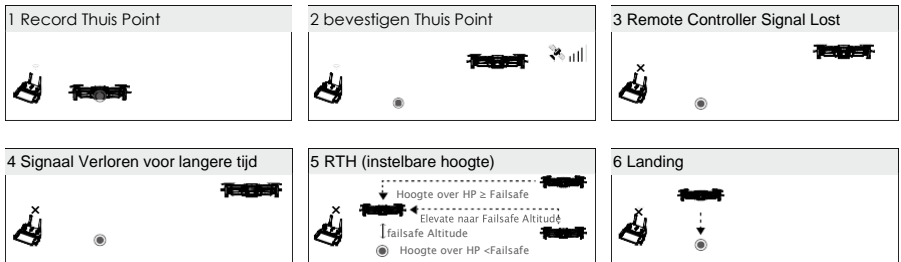 1 Record Thuis Point
2 bevestigen Thuis Point
3 Remote Controller Signal Lost
4 Signaal Verloren voor langere tijd
5 RTH (instelbare hoogte)
Hoogte over HP ≥ Failsafe
Elevate naar Failsafe Altitude
failsafe Altitude
Hoogte over HP <Failsafe
6 Landing